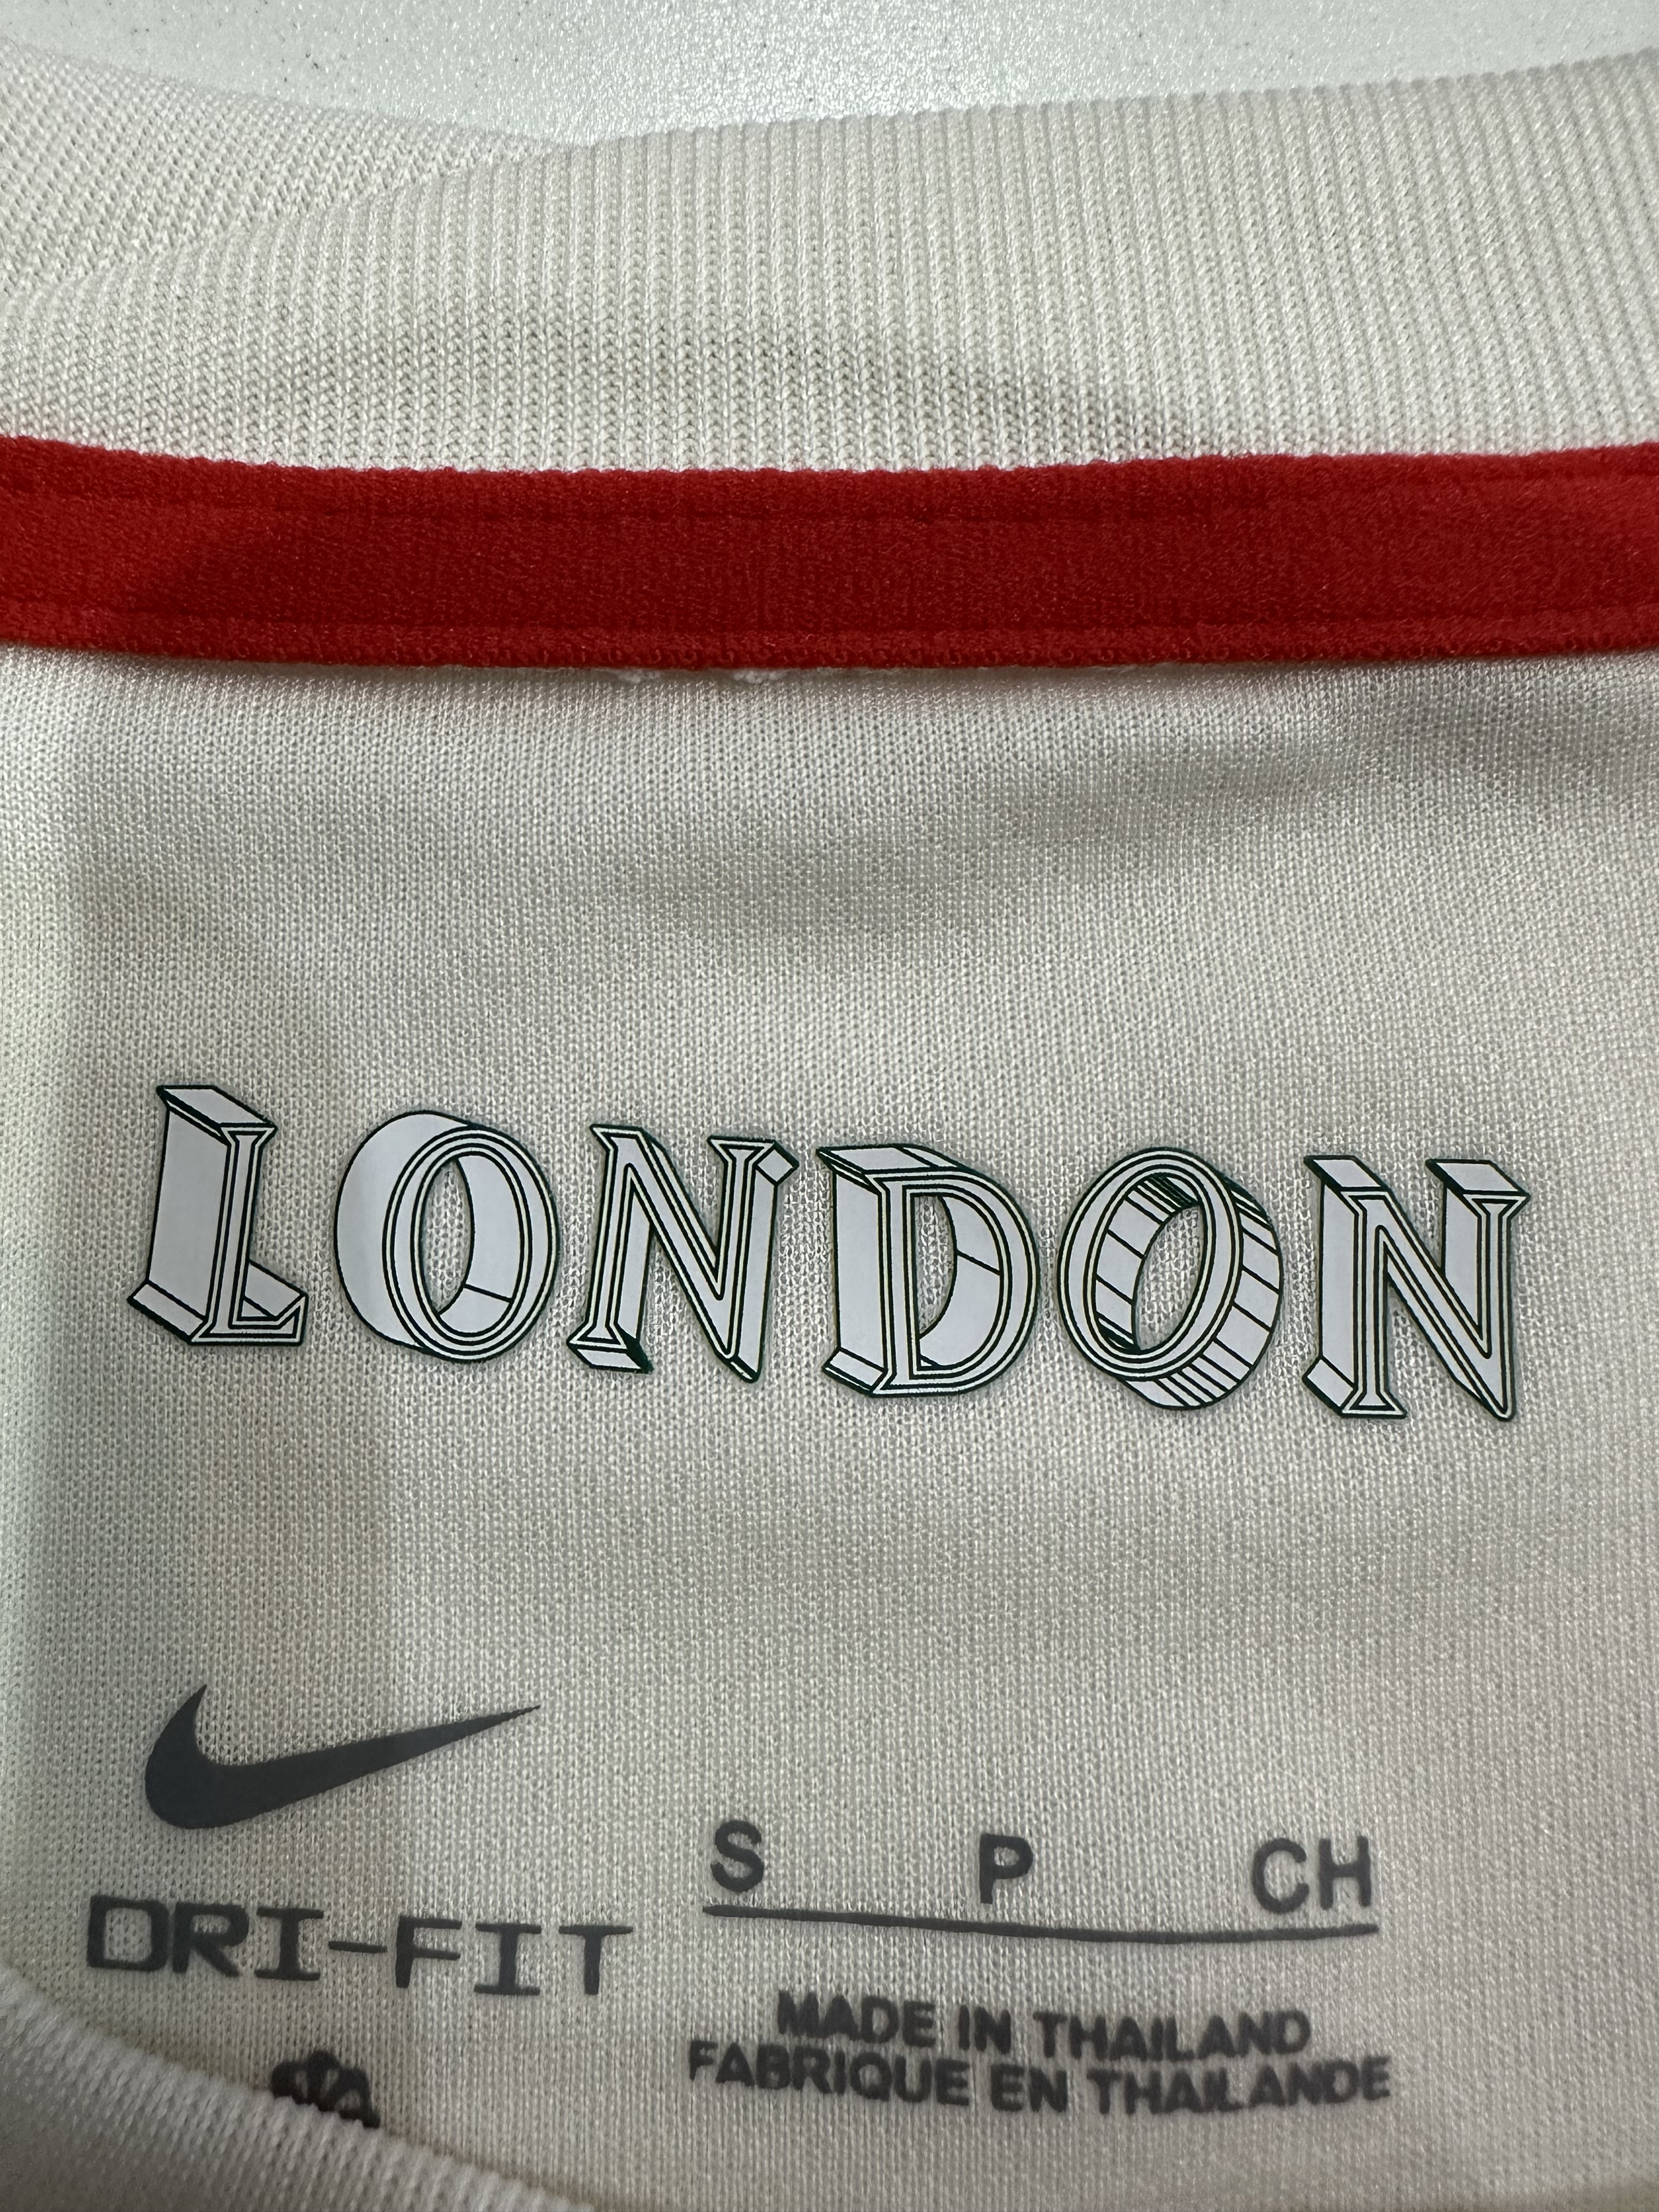 LONDON
DRI-FIT
S P CH
MADE IN THAILAND
FABRIQUE EN THAILANDE